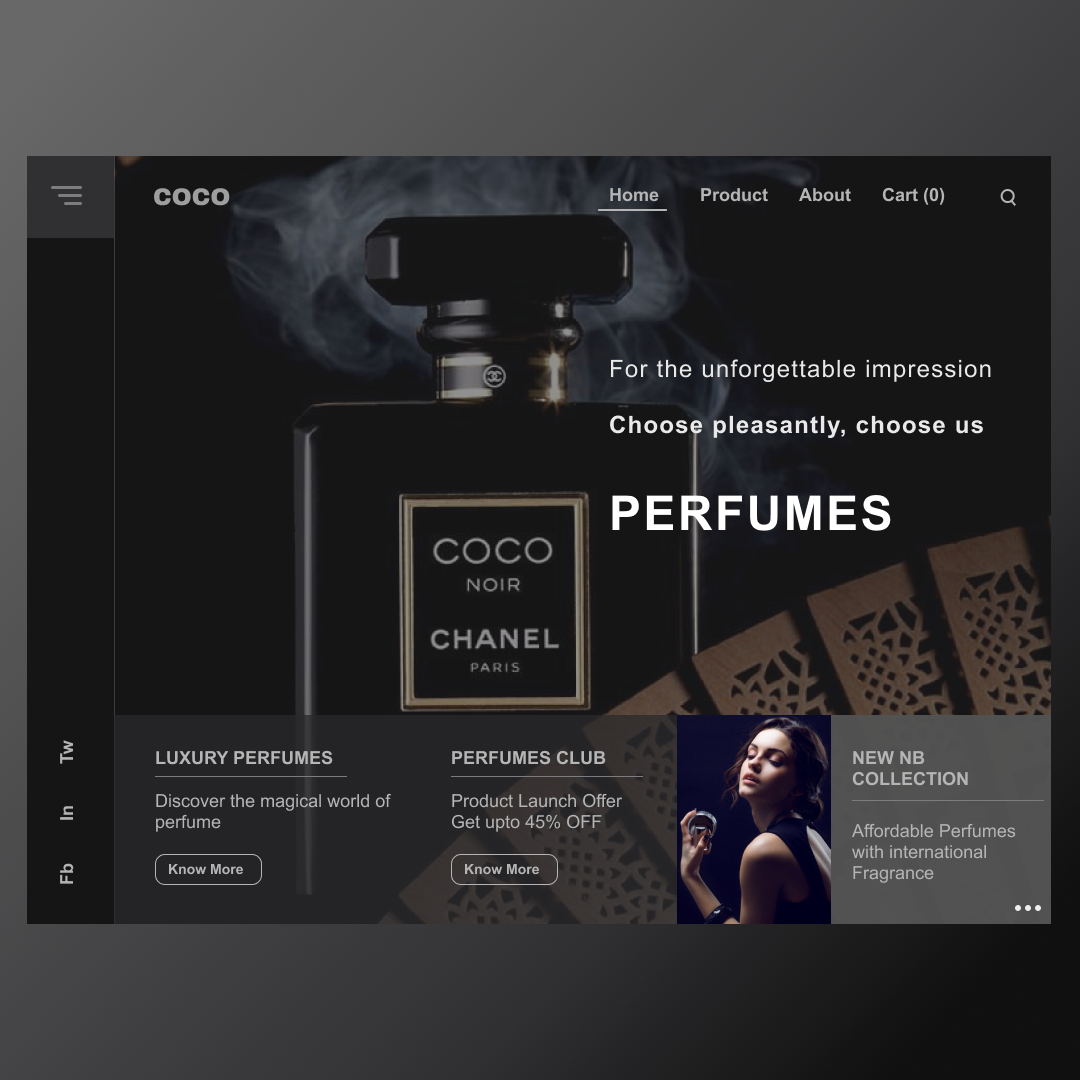 COCO
Home Product About Cart (0)
For the unforgettable impression
Choose pleasantly, choose us
PERFUMES
COCO
NOIR
CHANEL
PARIS
Tw
In
Fb
LUXURY PERFUMES
Discover the magical world of
perfume
Know More
PERFUMES CLUB
Product Launch Offer
Get upto 45% OFF
Know More
NEW NB
COLLECTION
Affordable Perfumes
with international
Fragrance